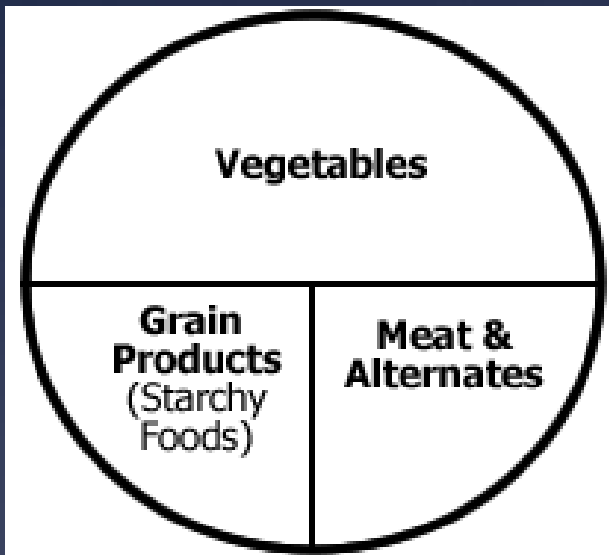 Vegetables
Grain
Products
(Starchy
Foods)
Meat &
Alternates